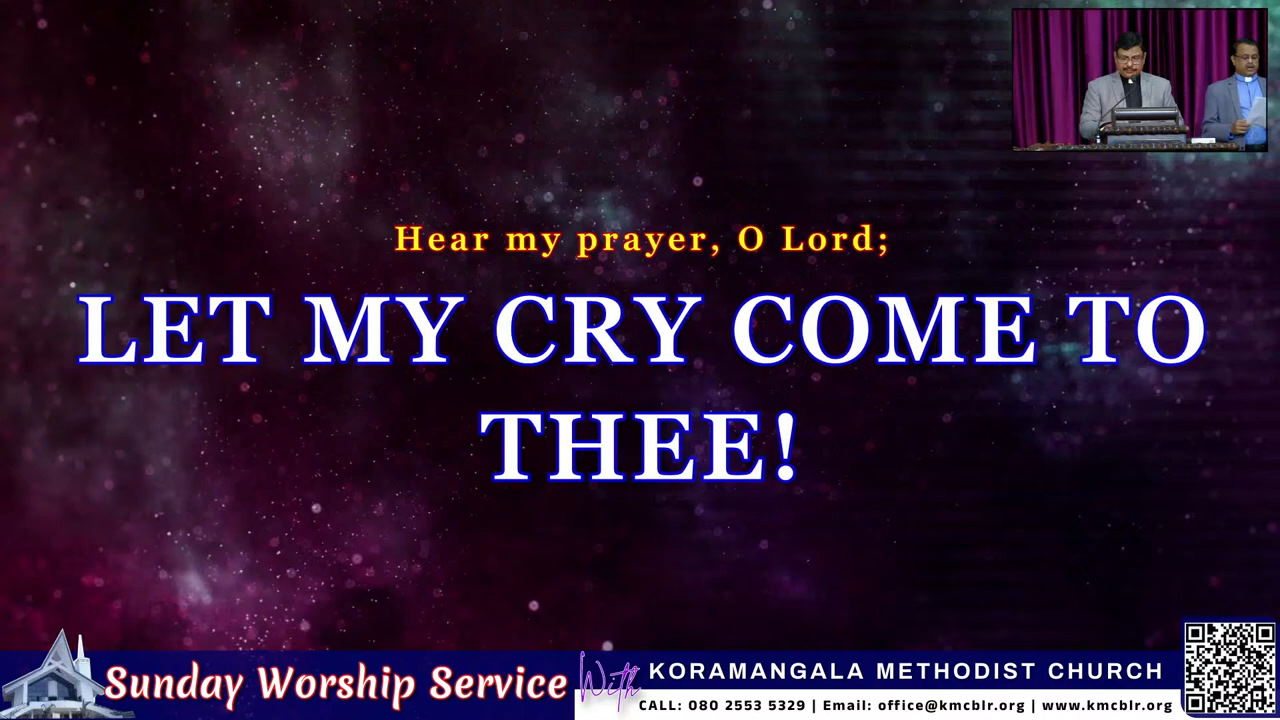 Hear my prayer, O Lord;
LET MY CRY COME TO
THEE!
Sunday Worship Service With KORAMANGALA METHODIST CHURCH
CALL: 080 2553 5329 | Email: office@kmcblr.org | www.kmcblr.org